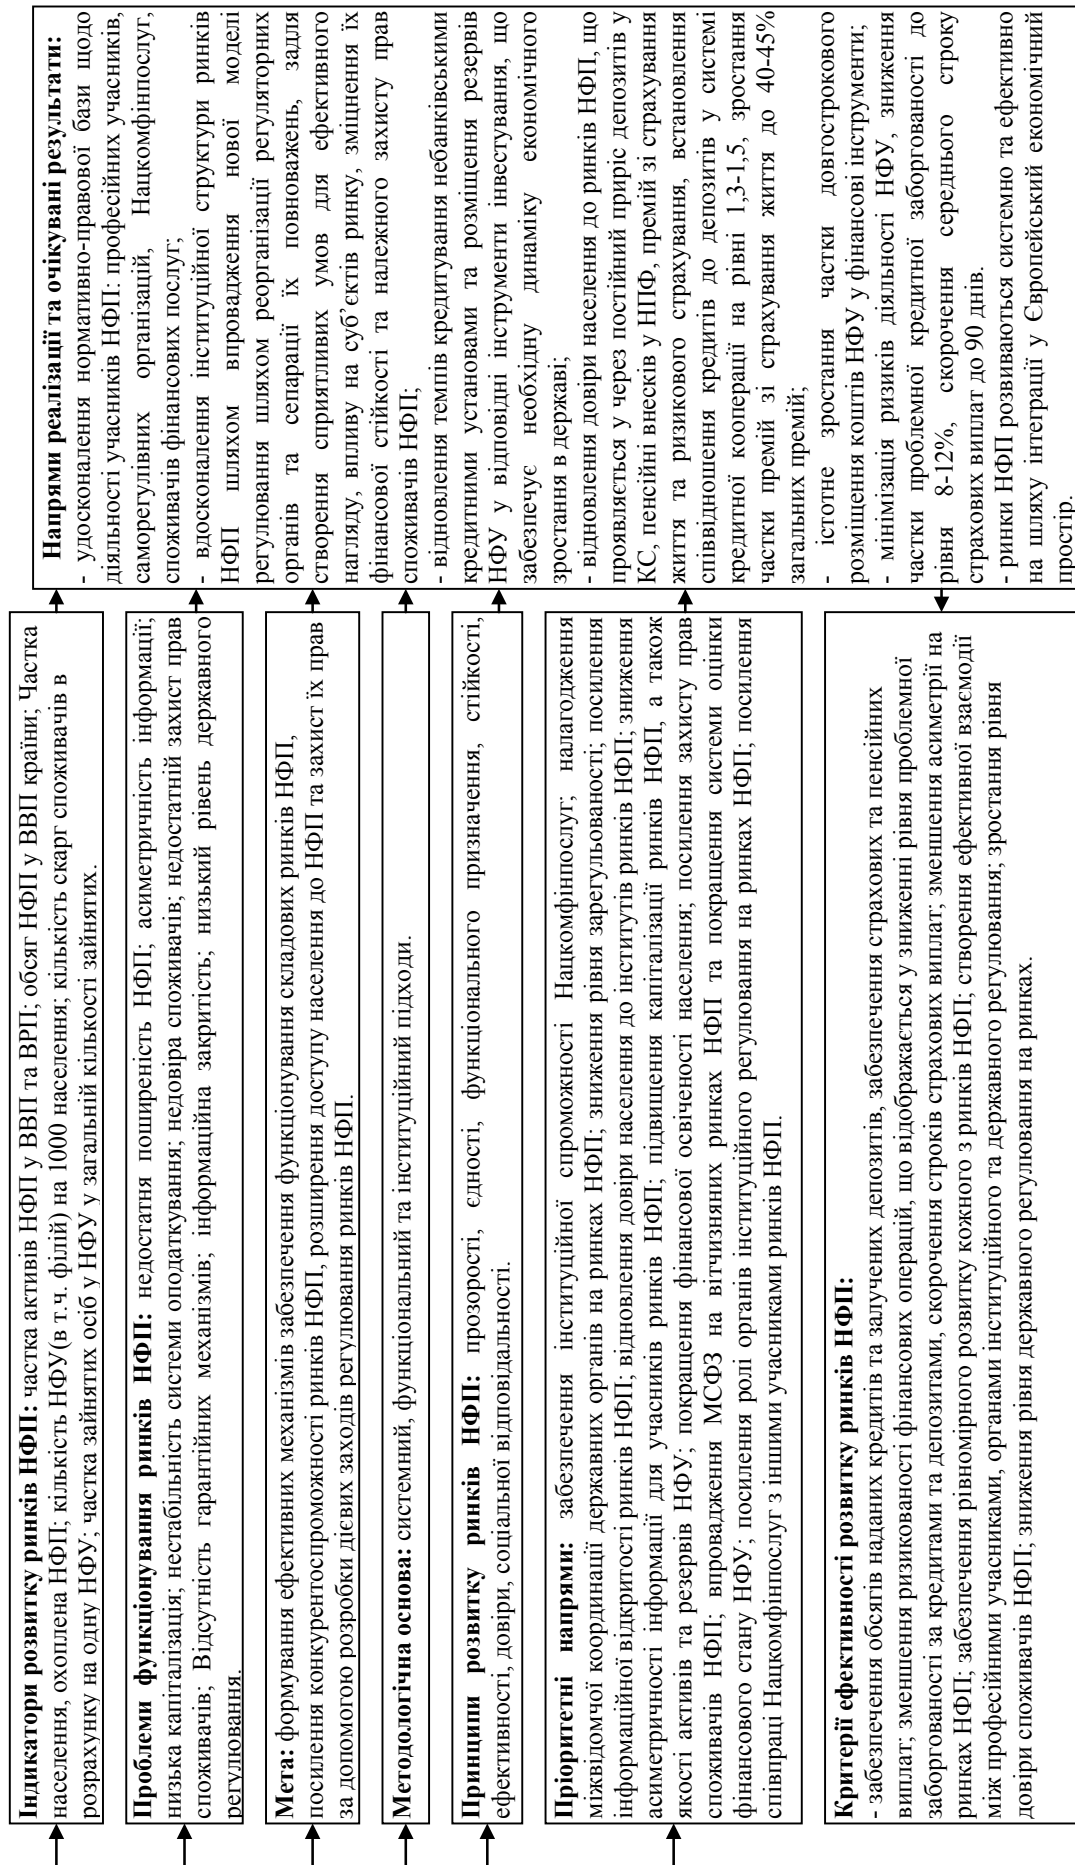 Індикатори розвитку ринків НФП: частка активів НФП у ВВП та ВРП; обсяг НФП у ВВП країни; Частка
населення, охоплена НФП; кількість НФУ(в т.ч. філій) на 1000 населення; кількість скарг споживачів в
розрахунку на одну НФУ; частка зайнятих осіб у НФУ у загальній кількості зайнятих.
Проблеми функціонування ринків НФП: недостатня поширеність НФП; асиметричність інформації;
низька капіталізація; нестабільність системи оподаткування; недовіра споживачів; недостатній захист прав
споживачів; Відсутність гарантійних механізмів; інформаційна закритість; низький рівень державного
регулювання.
Мета: формування ефективних механізмів забезпечення функціонування складових ринків НФП,
посилення конкурентоспроможності ринків НФП, розширення доступу населення до НФП та захист їх прав
за допомогою розробки дієвих заходів регулювання ринків НФП.
Методологічна основа: системний, функціональний та інституційний підходи.
Принципи розвитку ринків НФП: прозорості, єдності, функціонального призначення, стійкості,
ефективності, довіри, соціальної відповідальності.
Пріоритетні напрями: забезпечення інституційної спроможності Нацкомфінпослуг; налагодження
міжвідомчої координації державних органів на ринках НФП; зниження рівня зарегульованості; посилення
інформаційної відкритості ринків НФП; відновлення довіри населення до інститутів ринків НФП; зниження
асиметричності інформації для учасників ринків НФП; підвищення капіталізації ринків НФП, а також
якості активів та резервів НФУ; покращення фінансової освіченості населення; посилення захисту прав
споживачів НФП; впровадження МСФЗ на вітчизняних ринках НФП та покращення системи оцінки
фінансового стану НФУ; посилення ролі органів інституційного регулювання на ринках НФП; посилення
співпраці Нацкомфінпослуг з іншими учасниками ринків НФП.
Критерії ефективності розвитку ринків НФП:
- забезпечення обсягів наданих кредитів та залучених депозитів, забезпечення страхових та пенсійних
виплат; зменшення ризикованості фінансових операцій, що відображається у зниженні рівня проблемної
заборгованості за кредитами та депозитами, скорочення строків страхових виплат; зменшення асиметрії на
ринках НФП; забезпечення рівномірного розвитку кожного з ринків НФП; створення ефективної взаємодії
між професійними учасниками, органами інституційного та державного регулювання; зростання рівня
довіри споживачів НФП; зниження рівня державного регулювання на ринках.
Напрями реалізації та очікувані результати:
- удосконалення нормативно-правової бази щодо
діяльності учасників НФП: професійних учасників,
саморегулівних організацій, Нацкомфінпослуг,
споживачів фінансових послуг;
- вдосконалення інституційної структури ринків
НФП шляхом впровадження нової моделі
регулювання шляхом реорганізації регуляторних
органів та сепарації їх повноважень, задля
створення сприятливих умов для ефективного
нагляду, впливу на суб’єктів ринку, зміцнення їх
фінансової стійкості та належного захисту прав
споживачів НФП;
- відновлення темпів кредитування небанківськими
кредитними установами та розміщення резервів
НФУ у відповідні інструменти інвестування, що
забезпечує необхідну динаміку економічного
зростання в державі;
- відновлення довіри населення до ринків НФП, що
проявляється у через постійний приріс депозитів у
КС, пенсійні внесків у НПФ, премій зі страхування
життя та ризикового страхування, встановлення
співвідношення кредитів до депозитів у системі
кредитної кооперації на рівні 1,3-1,5, зростання
частки премій зі страхування життя до 40-45%
загальних премій;
- істотне зростання частки довгострокового
розміщення коштів НФУ у фінансові інструменти;
- мінімізація ризиків діяльності НФУ, зниження
частки проблемної кредитної заборгованості до
рівня 8-12%, скорочення середнього строку
страхових виплат до 90 днів.
- ринки НФП розвиваються системно та ефективно
на шляху інтеграції у Європейський економічний
простір.